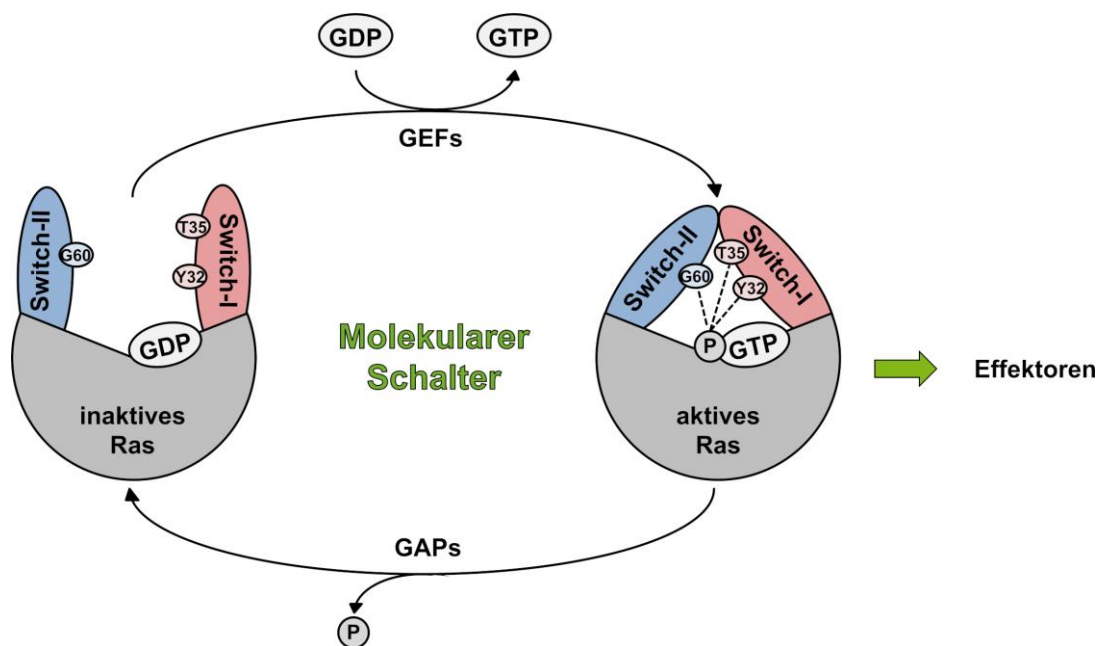 GDP
GTP
GEFs
Switch-II
G60
T35
Y32
Switch-I
GDP
inaktives
Ras
Molekularer
Schalter
Switch-II
G60
T35
Y32
Switch-I
P
GTP
aktives
Ras
Effektoren
GAPs
P